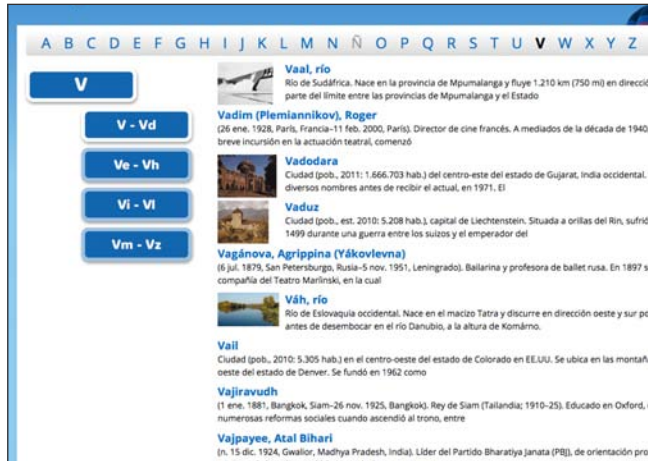 A B C D E F G H I J K L M N Ñ O P Q R S T U V W X Y Z
V
V - Vd
Ve - Vh
Vi - Vl
Vm - Vz
Vaal, río
Río de Sudáfrica. Nace en la provincia de Mpumalanga y fluye 1.210 km (750 mi) en direcció
parte del límite entre las provincias de Mpumalanga y el Estado
Vadim (Plemiannikov), Roger
(26 ene. 1928, París, Francia–11 feb. 2000, París). Director de cine francés. A mediados de la década de 1940
breve incursión en la actuación teatral, comenzó
Vadodara
Ciudad (pob., 2011: 1.666.703 hab.) del centro-este del estado de Gujarat, India occidental.
diversos nombres antes de recibir el actual, en 1971. El
Vaduz
Ciudad (pob., est. 2010: 5.208 hab.), capital de Liechtenstein. Situada a orillas del Rin, sufrió
1499 durante una guerra entre los suizos y el emperador del
Vagánova, Agrippina (Yákovlevna)
(6 jul. 1879, San Petersburgo, Rusia–5 nov. 1951, Leningrado). Bailarina y profesora de ballet rusa. En 1897 s
compañía del Teatro Mariínski, en la cual
Váh, río
Río de Eslovaquia occidental. Nace en el macizo Tatra y discurre en dirección oeste y sur po
antes de desembocar en el río Danubio, a la altura de Komárno.
Vail
Ciudad (pob., 2010: 5.305 hab.) en el centro-oeste del estado de Colorado en EE.UU. Se ubica en las montañ
oeste del estado de Denver. Se fundó en 1962 como
Vajiravudh
(1 ene. 1881, Bangkok, Siam–26 nov. 1925, Bangkok). Rey de Siam (Tailandia; 1910–25). Educado en Oxford,
numerosas reformas sociales cuando ascendió al trono, entre
Vajpayee, Atal Bihari
(n. 15 dic. 1924, Gwalior, Madhya Pradesh, India). Líder del Partido Bharatiya Janata (PBJ), de orientación pro